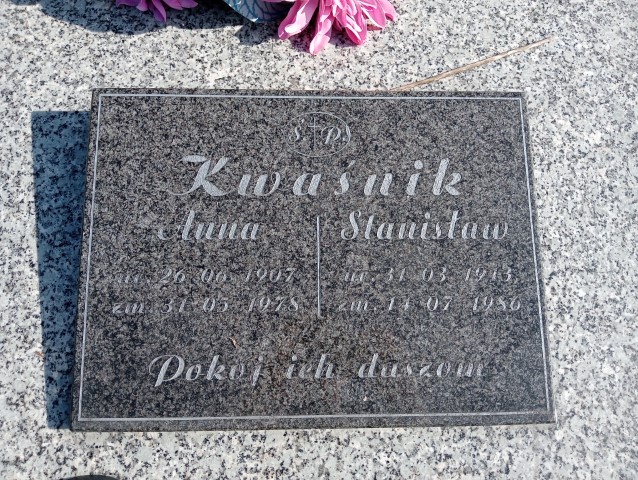 Ś P
Kwaśnik
Anna Stanisław
ur. 26 06 1907 ur. 31 03 1913
zm. 31 05 1978 zm. 14 07 1986
Pokój ich duszom